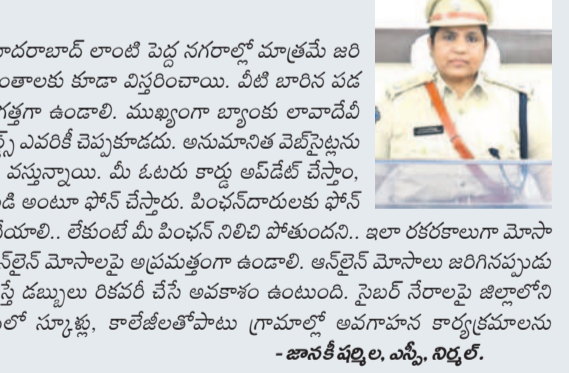 ాదరాబాద్ లాంటి పెద్ద నగరాల్లో మాత్రమే జరి
ంతాలకు కూడా విస్తరించాయి. వీటి బారిన పడ
గత్తగా ఉండాలి. ముఖ్యంగా బ్యాంకు లావాదేవీ
ర్స్ ఎవరికీ చెప్పకూడదు. అనుమానిత వెబ్‌సైట్లను
వస్తున్నాయి. మీ ఓటరు కార్డు అప్‌డేట్ చేస్తాం,
డి అంటూ ఫోన్ చేస్తారు. పింఛన్‌దారులకు ఫోన్
చేయాలి.. లేకుంటే మీ పింఛన్ నిలిచి పోతుందని.. ఇలా రకరకాలుగా మోసా
న్‌లైన్ మోసాలపై అప్రమత్తంగా ఉండాలి. ఆన్‌లైన్ మోసాలు జరిగినప్పుడు
స్తే డబ్బులు రికవరీ చేసే అవకాశం ఉంటుంది. సైబర్ నేరాలపై జిల్లాలోని
లో స్కూళ్లు, కాలేజీలతోపాటు గ్రామాల్లో అవగాహన కార్యక్రమాలను
- జానకీషర్మిల, ఎస్పీ, నిర్మల్.